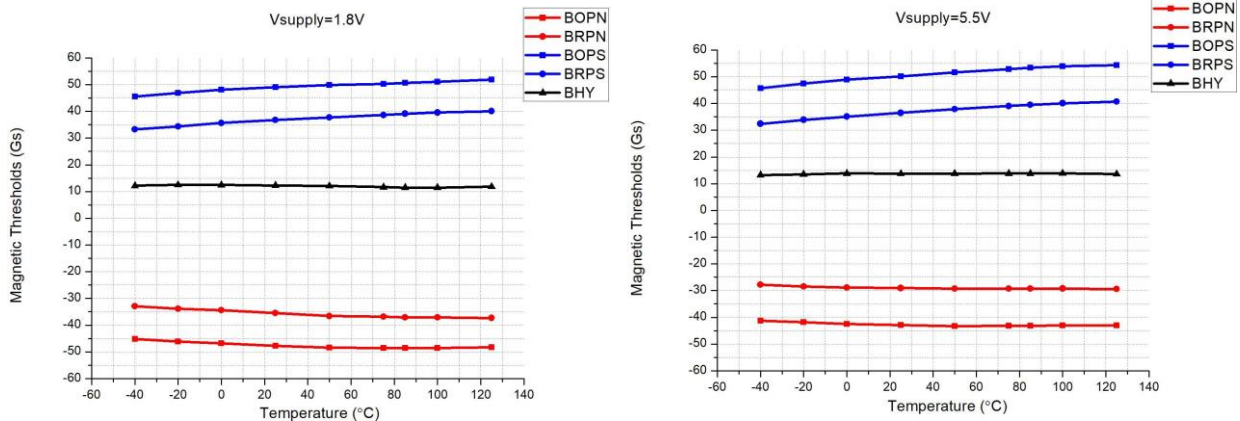 Vsupply=1.8V
BOPN
BRPN
BOPS
BRPS
BHY
Magnetic Thresholds (Gs)
60
50
40
30
20
10
0
-10
-20
-30
-40
-50
-60
-60 -40 -20 0 20 40 60 80 100 120 140
Temperature (°C)
Vsupply=5.5V
BOPN
BRPN
BOPS
BRPS
BHY
Magnetic Thresholds (Gs)
60
50
40
30
20
10
0
-10
-20
-30
-40
-50
-60
-60 -40 -20 0 20 40 60 80 100 120 140
Temperature (°C)